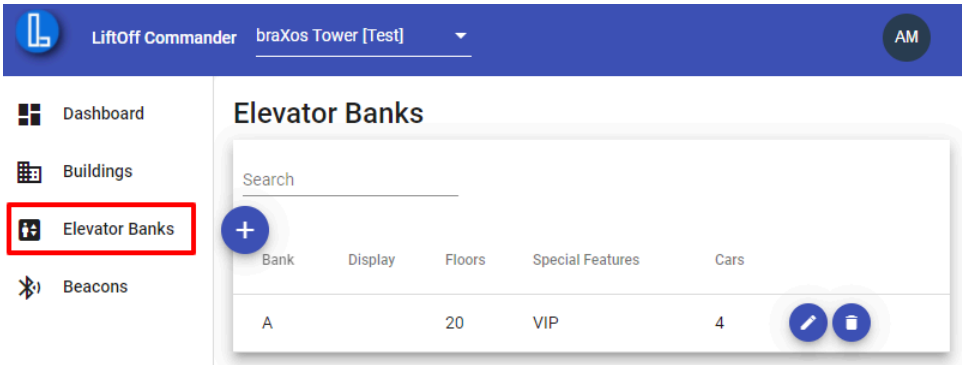 LiftOff Commander braXos Tower [Test] AM
Dashboard
Buildings
Elevator Banks
Beacons
Elevator Banks
Search
Bank Display Floors Special Features Cars
A 20 VIP 4